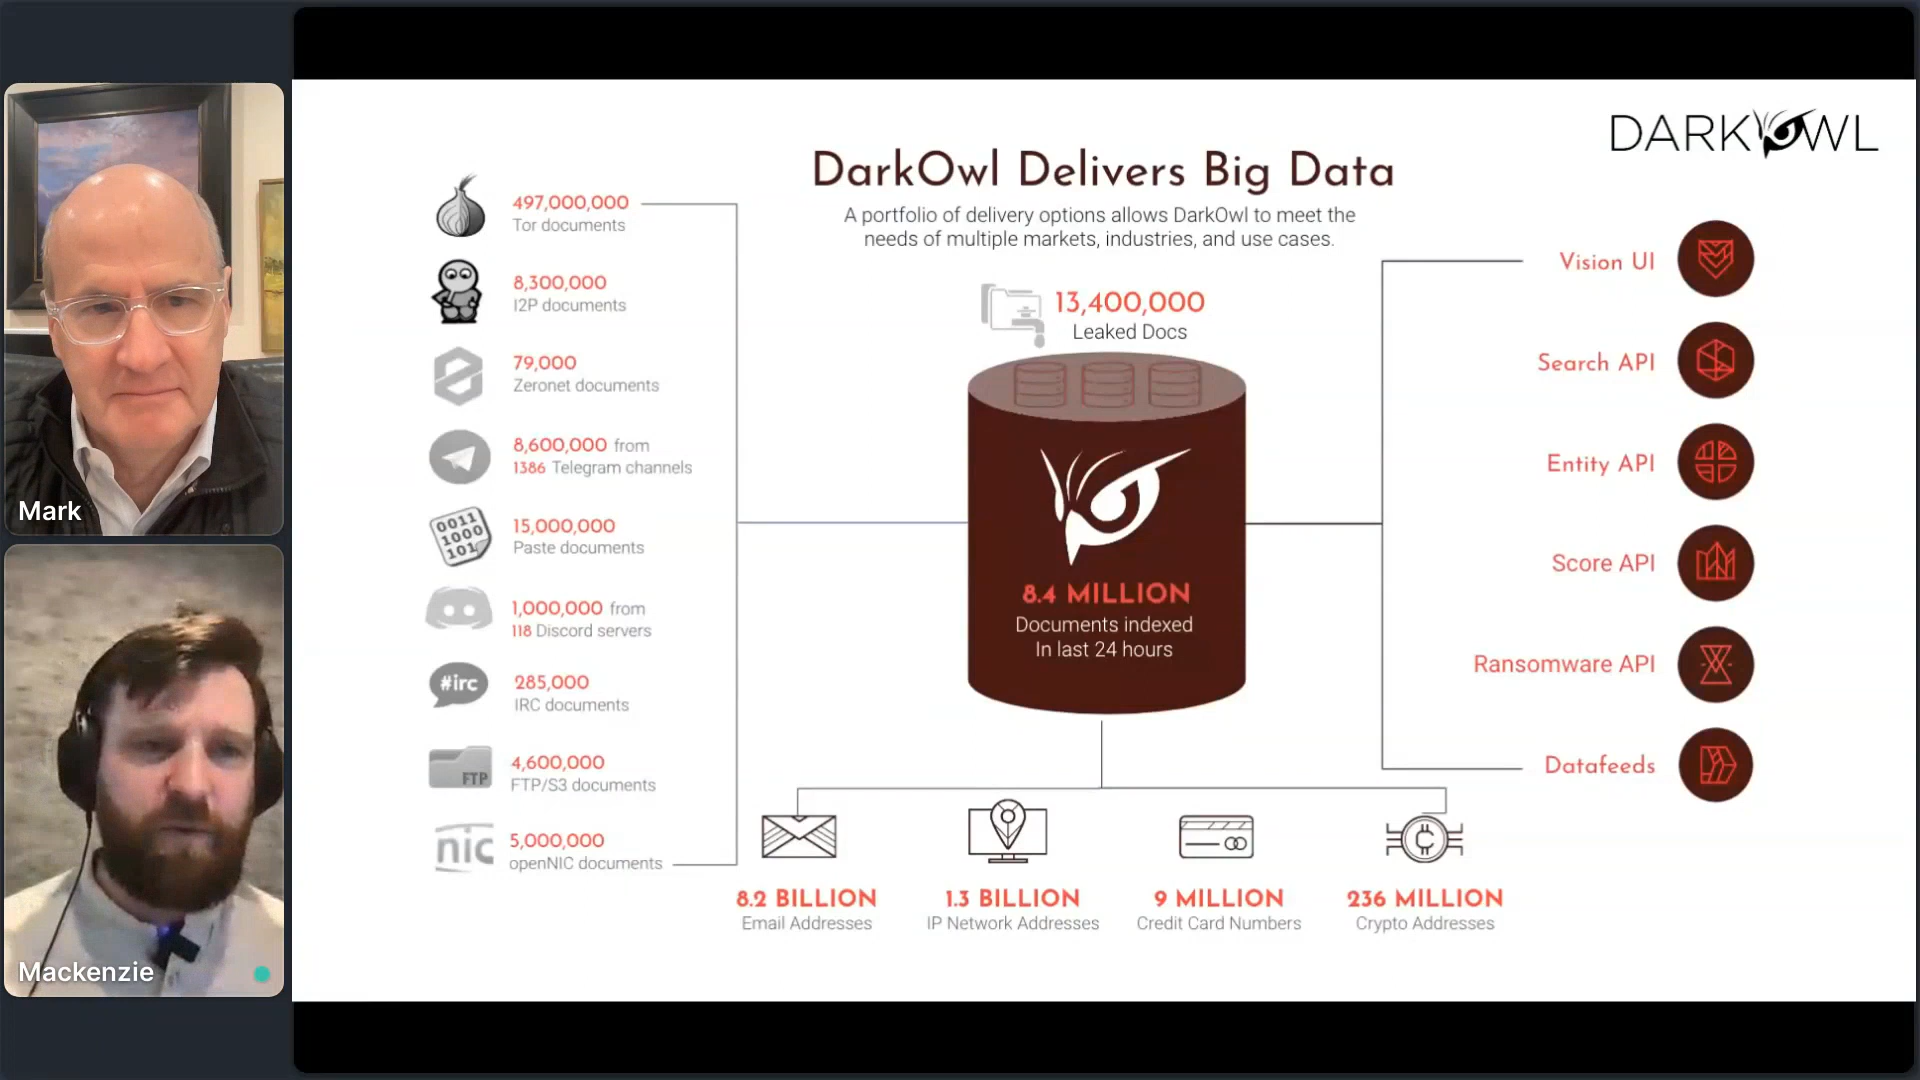 DARKOWL
DarkOwl Delivers Big Data
A portfolio of delivery options allows DarkOwl to meet the
needs of multiple markets, industries, and use cases.
497,000,000
Tor documents
8,300,000
I2P documents
79,000
Zeronet documents
8,600,000 from
1386 Telegram channels
0011
1000
101
15,000,000
Paste documents
1,000,000 from
118 Discord servers
#irc
285,000
IRC documents
FTP
4,600,000
FTP/S3 documents
nic
5,000,000
openNIC documents
13,400,000
Leaked Docs
8.4 MILLION
Documents indexed
In last 24 hours
8.2 BILLION
Email Addresses
1.3 BILLION
IP Network Addresses
9 MILLION
Credit Card Numbers
236 MILLION
Crypto Addresses
Vision UI
Search API
Entity API
Score API
Ransomware API
Datafeeds
Mark
Mackenzie